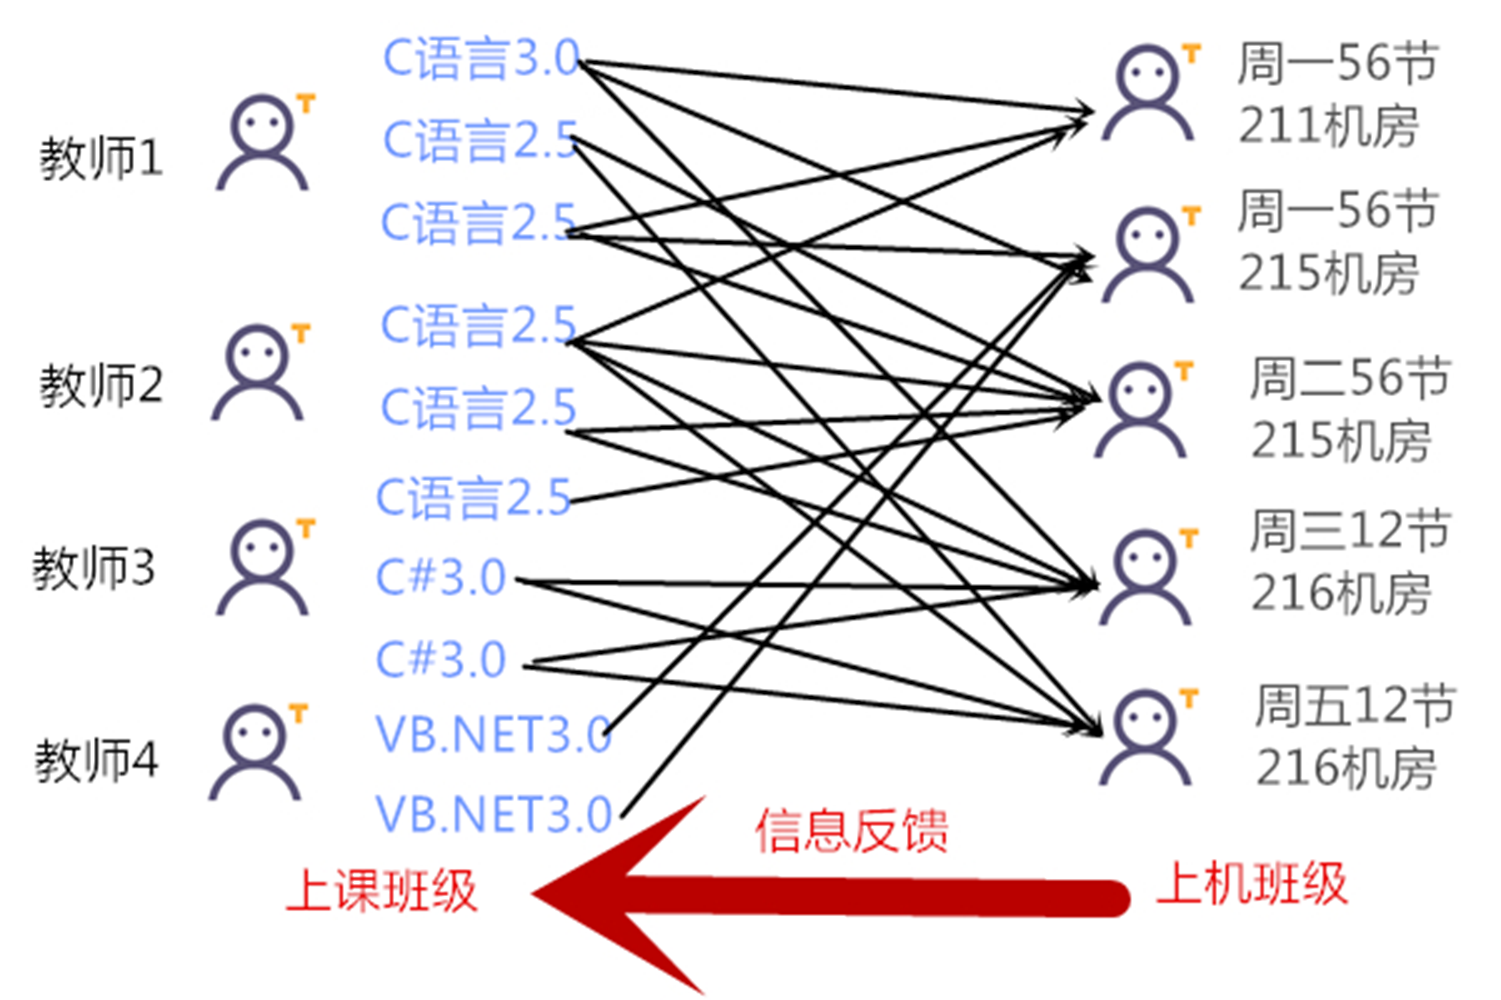 教师1
C语言3.0
C语言2.5
C语言2.5
教师2
C语言2.5
C语言2.5
教师3
C语言2.5
C#3.0
C#3.0
教师4
VB.NET3.0
VB.NET3.0
上课班级
T
T
T
T
T
周一56节
211机房
T
周一56节
215机房
T
周二56节
215机房
T
周三12节
216机房
T
周五12节
216机房
信息反馈
上机班级